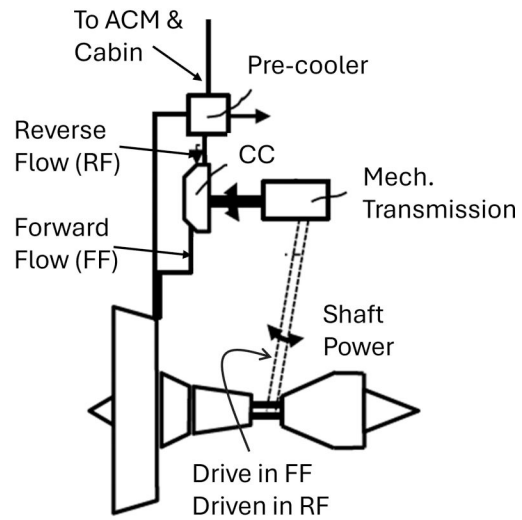 To ACM &
Cabin
Pre-cooler
Reverse
Flow (RF)
CC
Mech.
Transmission
Forward
Flow (FF)
Shaft
Power
Drive in FF
Driven in RF